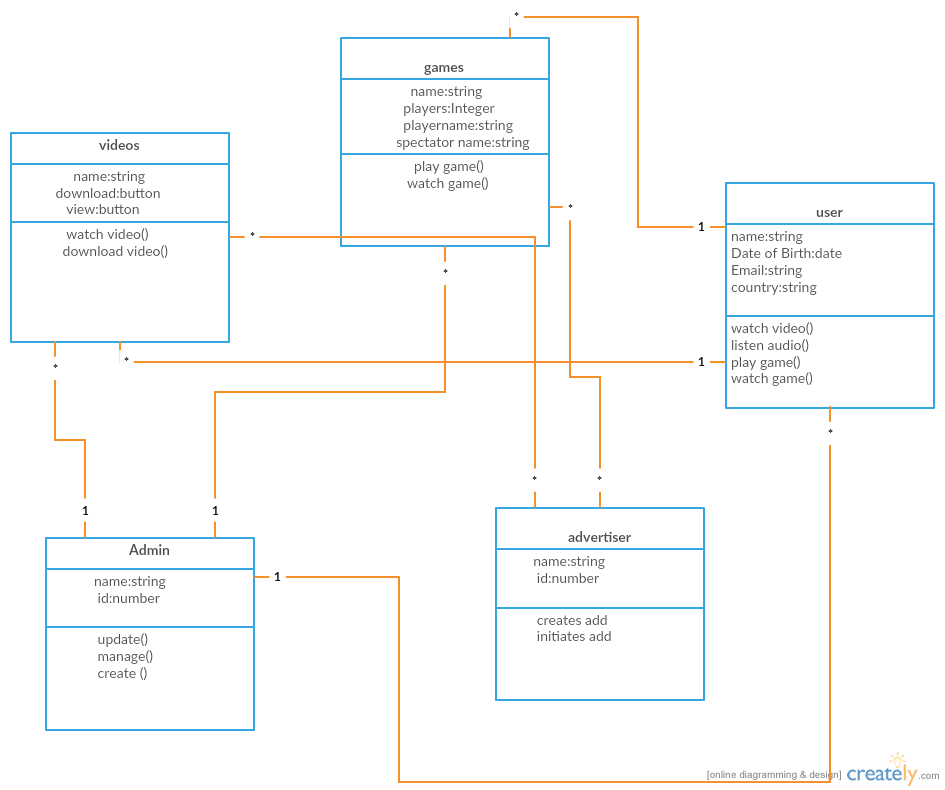 *
games
name:string
players:Integer
playername:string
spectator name:string
play game()
watch game()
videos
name:string
download:button
view:button
watch video()
download video()
user
name:string
Date of Birth:date
Email:string
country:string
watch video()
listen audio()
play game()
watch game()
*
1
*
*
*
*
1
*
*
*
1
1
Admin
name:string
id:number
update()
manage()
create ()
1
advertiser
name:string
id:number
creates add
initiates add
[online diagramming & design] creately.com